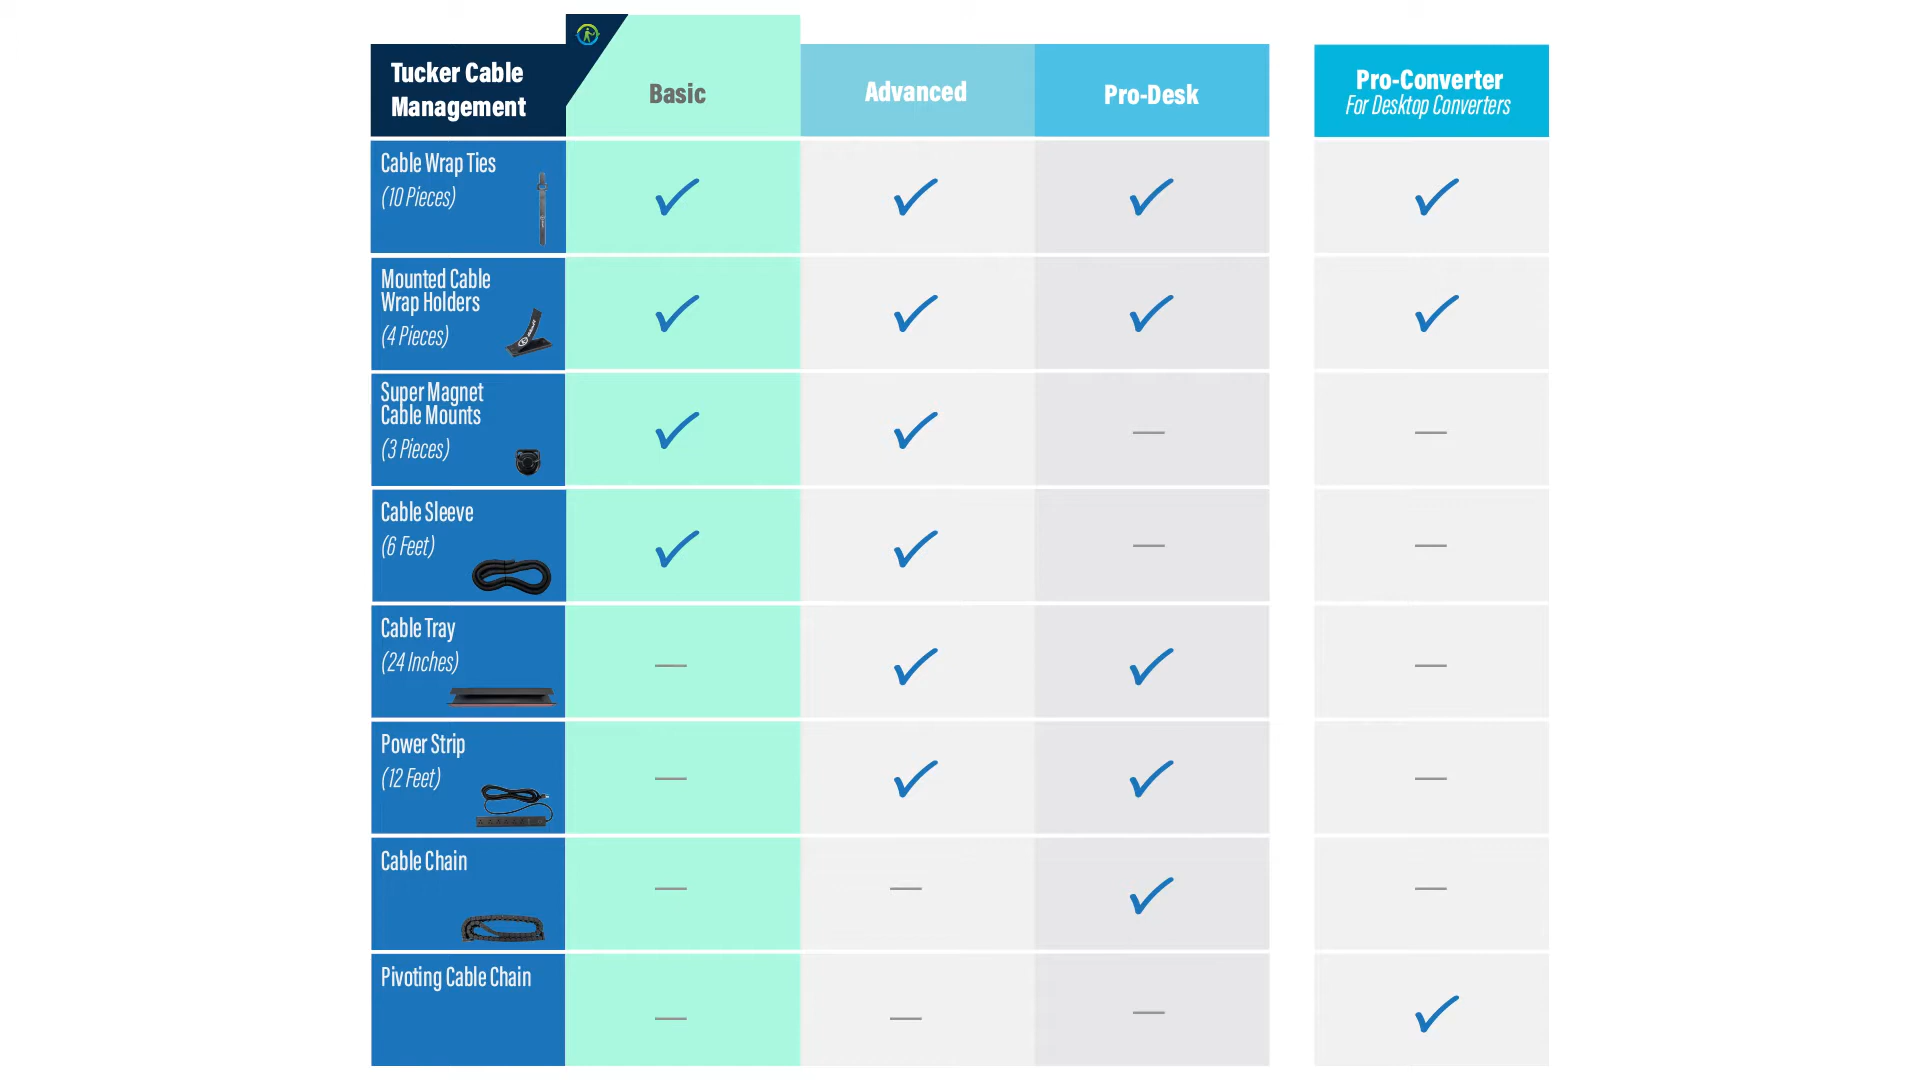 Tucker Cable
Management
Basic
Advanced
Pro-Desk
Pro-Converter
For Desktop Converters
Cable Wrap Ties
(10 Pieces)
Mounted Cable
Wrap Holders
(4 Pieces)
Super Magnet
Cable Mounts
(3 Pieces)
Cable Sleeve
(6 Feet)
Cable Tray
(24 Inches)
Power Strip
(12 Feet)
Cable Chain
Pivoting Cable Chain